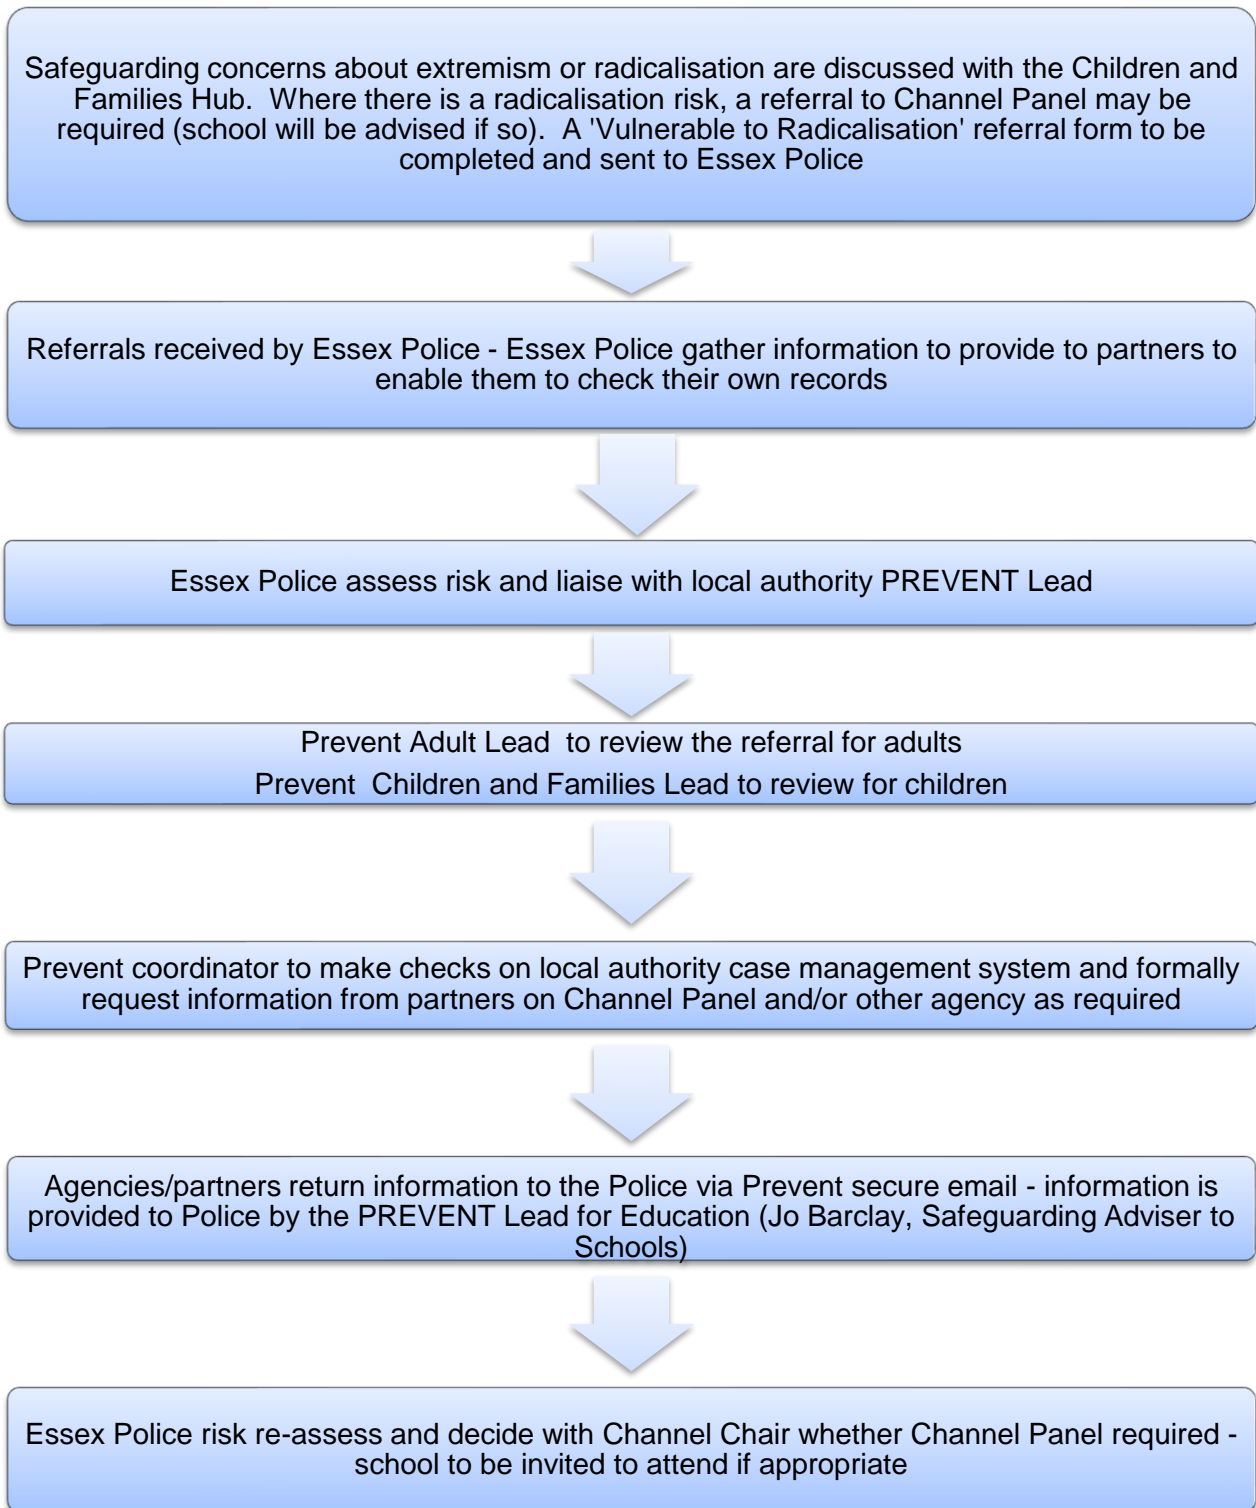 Safeguarding concerns about extremism or radicalisation are discussed with the Children and
Families Hub.  Where there is a radicalisation risk, a referral to Channel Panel may be
required (school will be advised if so).  A 'Vulnerable to Radicalisation' referral form to be
completed and sent to Essex Police
Referrals received by Essex Police - Essex Police gather information to provide to partners to
enable them to check their own records
Essex Police assess risk and liaise with local authority PREVENT Lead
Prevent Adult Lead  to review the referral for adults
Prevent  Children and Families Lead to review for children
Prevent coordinator to make checks on local authority case management system and formally
request information from partners on Channel Panel and/or other agency as required
Agencies/partners return information to the Police via Prevent secure email - information is
provided to Police by the PREVENT Lead for Education (Jo Barclay, Safeguarding Adviser to
Schools)
Essex Police risk re-assess and decide with Channel Chair whether Channel Panel required -
school to be invited to attend if appropriate